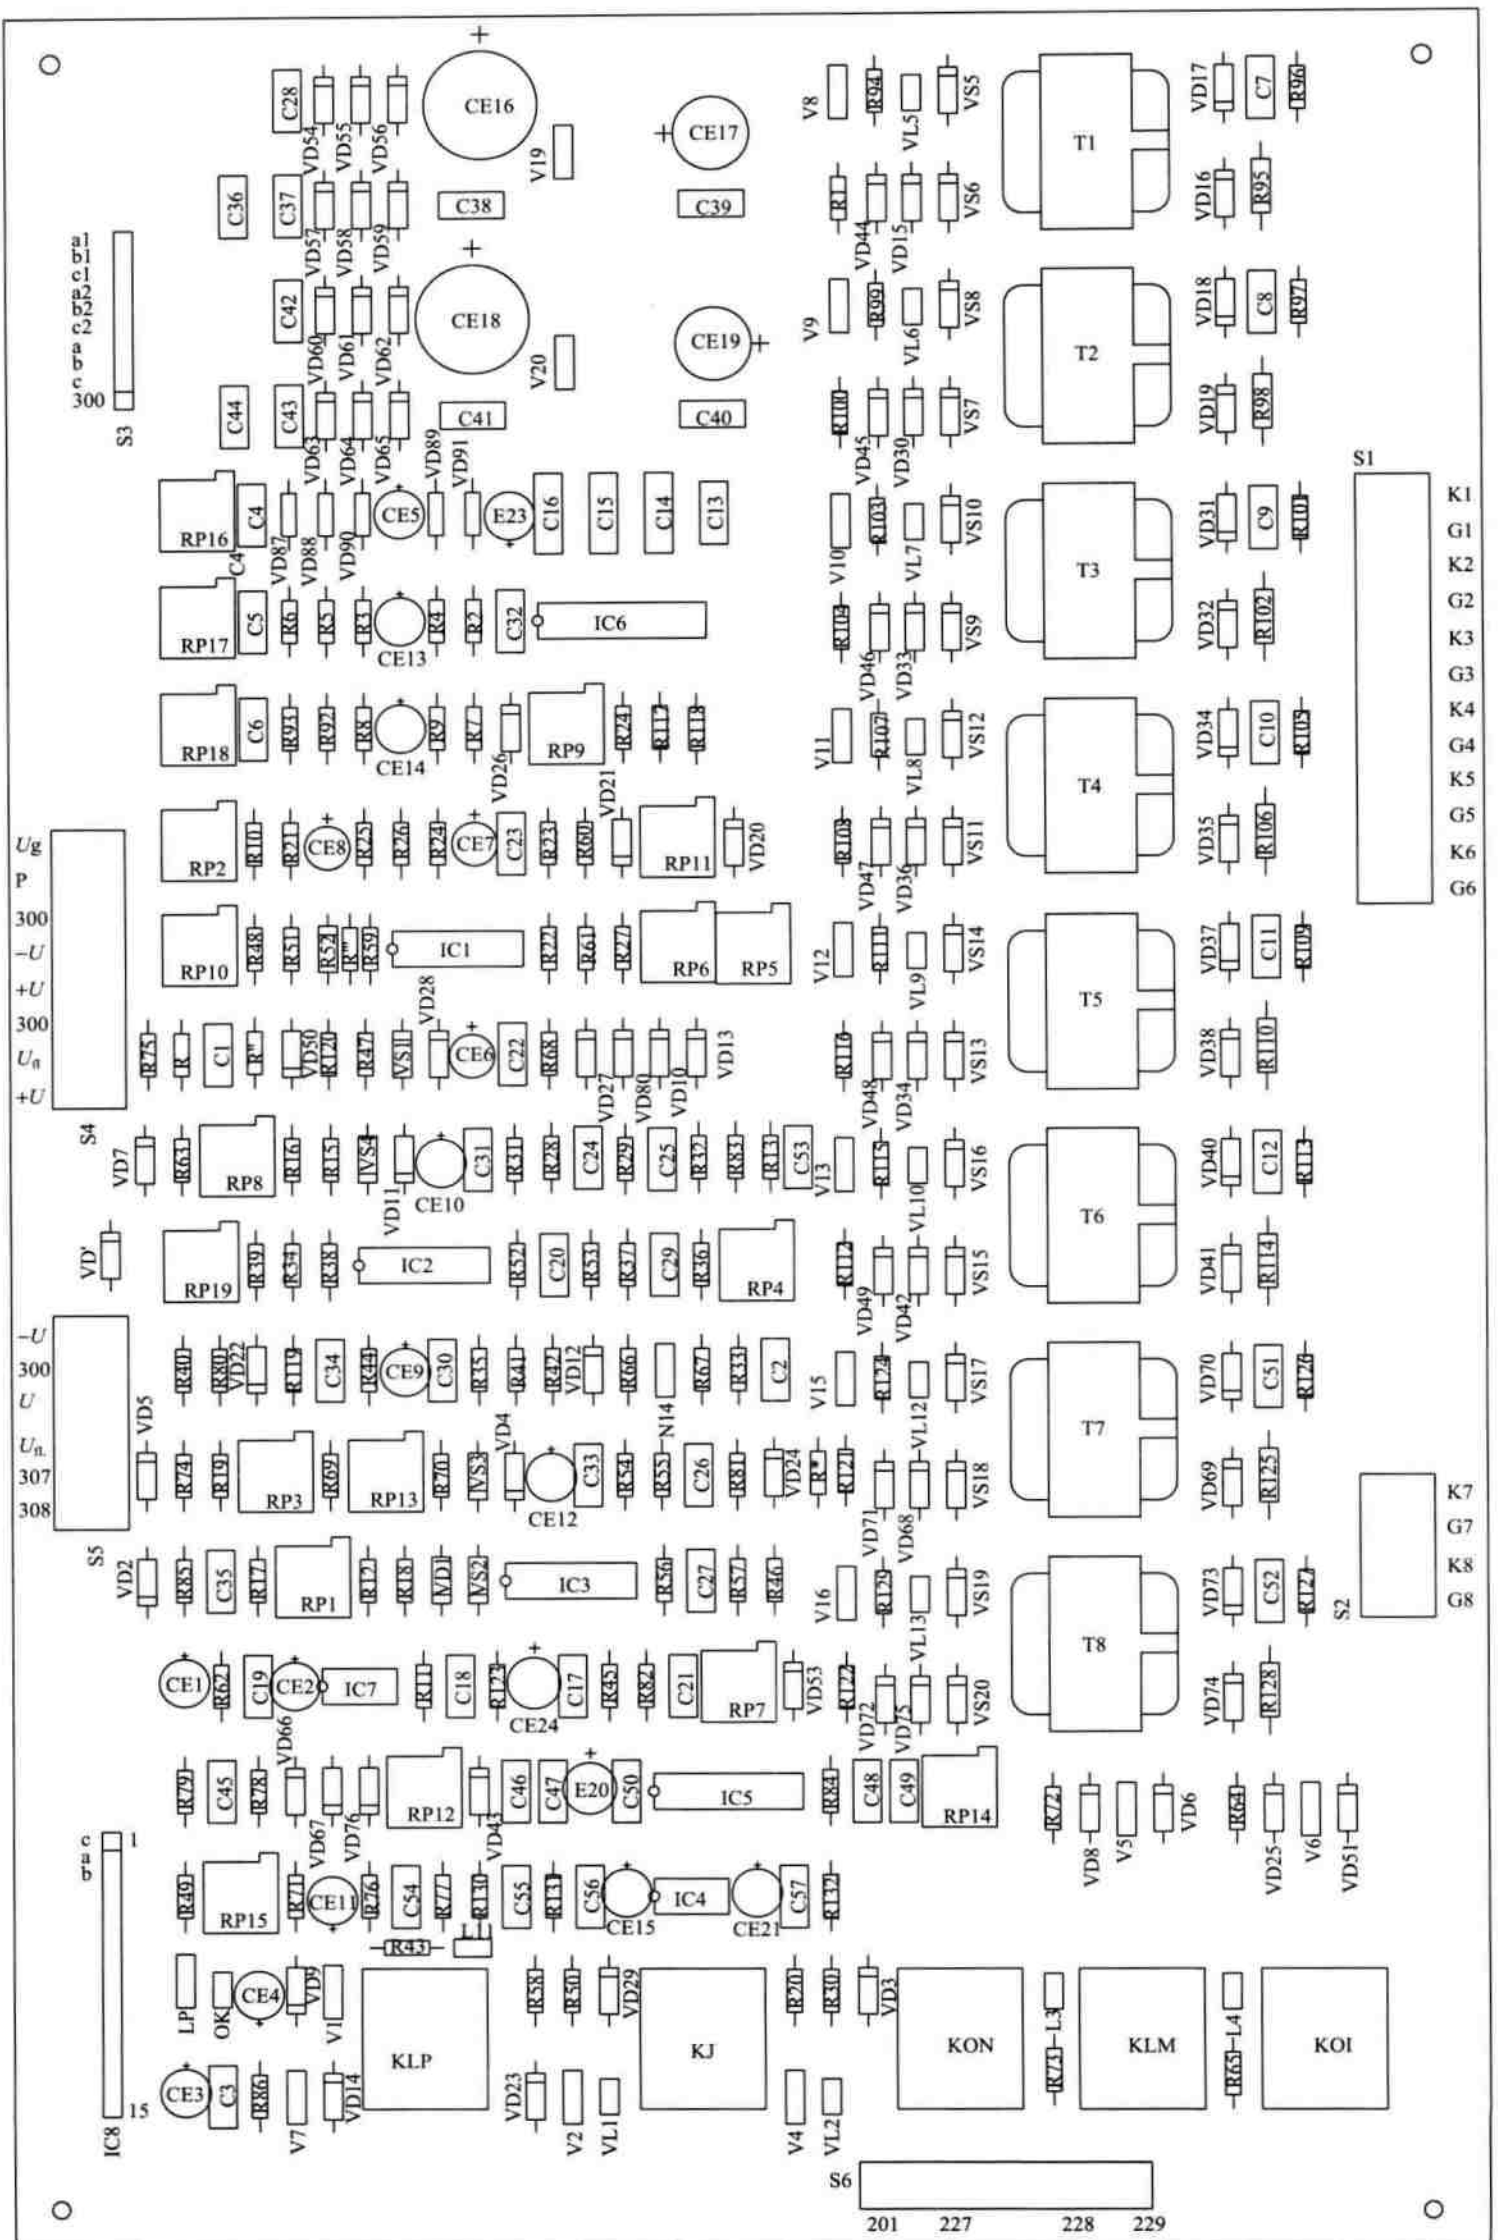 C28
VD54
VD55
VD56
CE16
+
V19
+
CE17
V8
R94
VL5
VS5
T1
VD17
C7
R96
C36
C37
VD57
VD58
VD59
C38
C39
R1
VD44
VD15
VS6
VD16
R95
a1
b1
c1
a2
b2
c2
a
b
c
300
S3
C42
VD60
VD61
VD62
+
CE18
V20
CE19
+
V9
R99
VL6
VS8
T2
VD18
C8
R97
C44
C43
VD63
VD64
VD65
C41
C40
R100
VD45
VD30
VS7
VD19
R98
VD89
VD91
RP16
C4
C4
VD87
VD88
VD90
+
CE5
E23
+
C16
C15
C14
C13
V10
R103
VL7
VS10
T3
VD31
C9
R101
S1
K1
G1
K2
G2
K3
G3
K4
G4
K5
G5
K6
G6
RP17
C5
R6
R5
R3
CE13
R4
R2
C32
IC6
R104
VD46
VD33
VS9
VD32
R102
RP18
C6
R93
R92
R8
+
CE14
R9
R7
VD26
RP9
R24
R117
R118
V11
R107
VL8
VS12
T4
VD34
C10
R105
VD21
RP2
R10
R21
+
CE8
R25
R26
R24
+
CE7
C23
R23
R60
RP11
VD20
R108
VD47
VD36
VS11
VD35
R106
Ug
P
300
-U
+U
300
Ufl
+U
S4
RP10
R48
R51
R52
R'''
R59
IC1
R22
R61
R27
RP6
RP5
V12
R111
VL9
VS14
T5
VD37
C11
R109
R75
R
C1
R''
VD50
R120
R47
VS1
VD28
+
CE6
C22
R68
VD27
VD80
VD10
VD13
R116
VD48
VD34
VS13
VD38
R110
VD7
R63
RP8
R16
R15
VS4
VD11
+
CE10
C31
R31
R28
C24
R29
C25
R32
R83
R13
C53
V13
R115
VL10
VS16
T6
VD40
C12
R113
VD'
RP19
R39
R34
R38
IC2
R52
C20
R53
R37
C29
R36
RP4
R112
VD49
VD42
VS15
VD41
R114
-U
300
U
Ufl.
307
308
S5
R40
R80
VD22
R119
C34
R44
+
CE9
C30
R35
R41
R42
VD12
R66
N14
R67
R33
C2
V15
R124
VL12
VS17
T7
VD70
C51
R126
VD5
R74
R19
RP3
R69
RP13
R70
VS3
VD4
+
CE12
C33
R54
R55
C26
R81
VD24
R*
R121
VD71
VD68
VS18
VD69
R125
K7
G7
K8
G8
S2
VD2
R85
C35
R17
RP1
R12
R18
VD1
VS2
IC3
R56
C27
R57
R46
V16
R129
VL13
VS19
T8
VD73
C52
R127
+
CE1
R62
C19
+
CE2
IC7
R11
C18
R123
+
CE24
C17
R45
R82
C21
RP7
VD53
R122
VD72
VD75
VS20
VD74
R128
VD66
R79
C45
R78
VD67
VD76
RP12
VD43
C46
C47
+
E20
C50
IC5
R84
C48
C49
RP14
R72
VD8
V5
VD6
R64
VD25
V6
VD51
c
a
b
1
15
IC8
R49
RP15
R71
CE11
+
R76
C54
R77
R130
C55
R131
C56
+
CE15
IC4
+
CE21
C57
R132
R43
L11
LP
OK
CE4
+
VD9
V1
KLP
R58
R50
VD29
KJ
R20
R30
VD3
KON
L3
R73
KLM
L4
R65
KOI
+
CE3
C3
R86
V7
VD14
VD23
V2
VL1
V4
VL2
S6
201
227
228
229